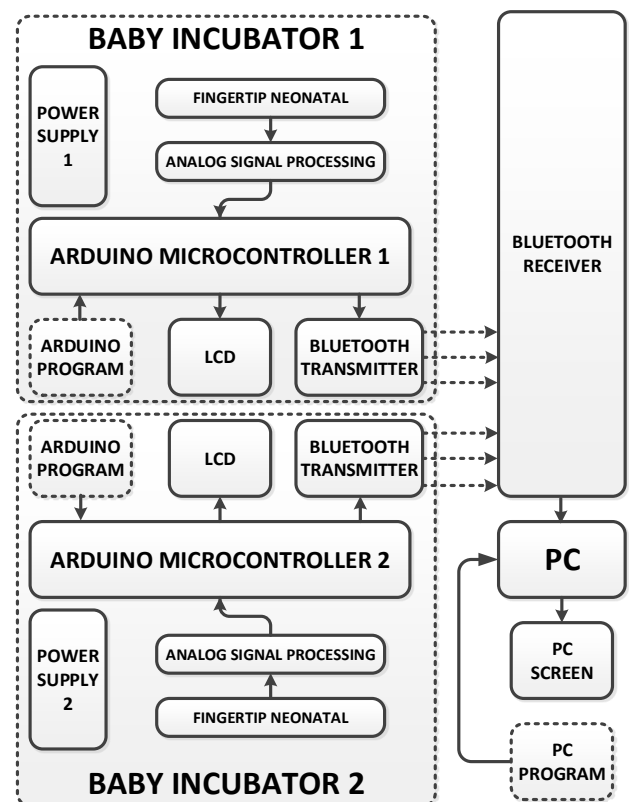 BABY INCUBATOR 1
POWER
SUPPLY
1
FINGERTIP NEONATAL
ANALOG SIGNAL PROCESSING
ARDUINO MICROCONTROLLER 1
ARDUINO
PROGRAM
LCD
BLUETOOTH
TRANSMITTER
BLUETOOTH
RECEIVER
ARDUINO
PROGRAM
LCD
BLUETOOTH
TRANSMITTER
ARDUINO MICROCONTROLLER 2
POWER
SUPPLY
2
ANALOG SIGNAL PROCESSING
FINGERTIP NEONATAL
BABY INCUBATOR 2
PC
PC
SCREEN
PC
PROGRAM